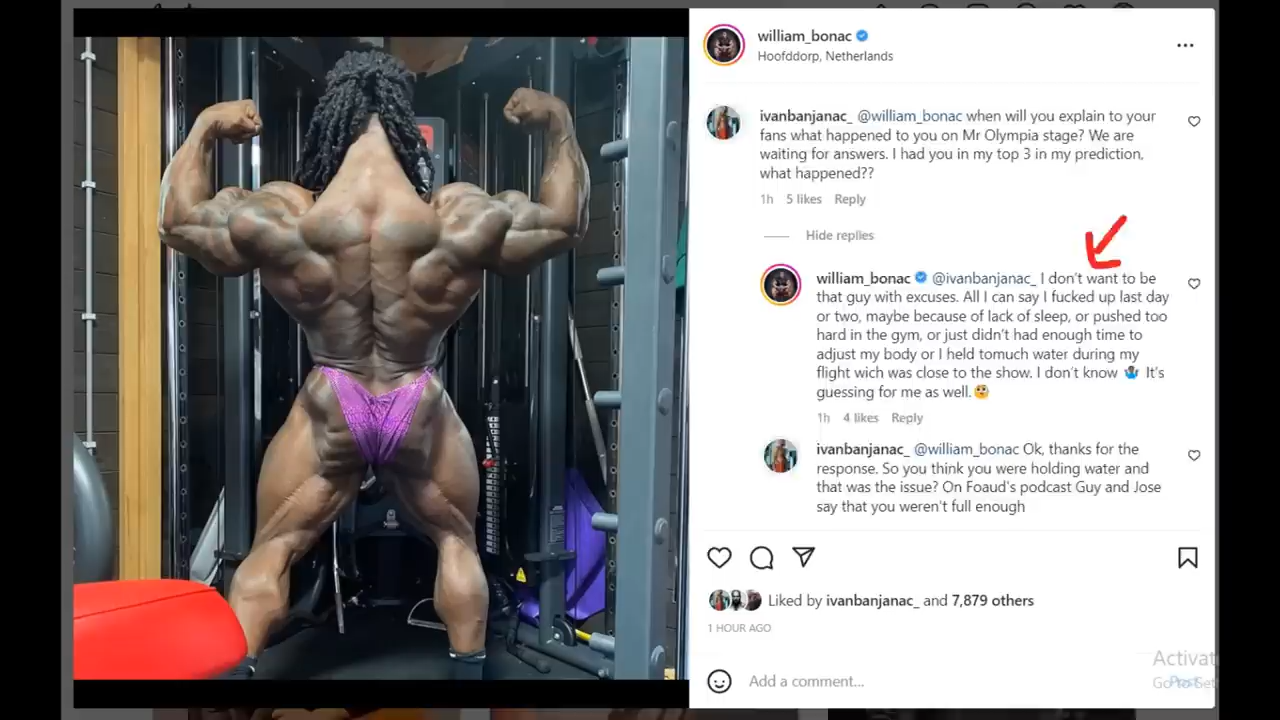 william_bonac
Hoofddorp, Netherlands
ivanbanjanac_ @william_bonac when will you explain to your
fans what happened to you on Mr Olympia stage? We are
waiting for answers. I had you in my top 3 in my prediction,
what happened??
1h 5 likes Reply
Hide replies
william_bonac @ivanbanjanac_ I don't want to be
that guy with excuses. All I can say I fucked up last day
or two, maybe because of lack of sleep, or pushed too
hard in the gym, or just didn't had enough time to
adjust my body or I held tomuch water during my
flight wich was close to the show. I don't know 🤷‍♂️ It's
guessing for me as well.
1h 4 likes Reply
ivanbanjanac_ @william_bonac Ok, thanks for the
response. So you think you were holding water and
that was the issue? On Foaud's podcast Guy and Jose
say that you weren't full enough
Liked by ivanbanjanac_ and 7,879 others
1 HOUR AGO
Activat
Add a comment...
Go to Set
Post